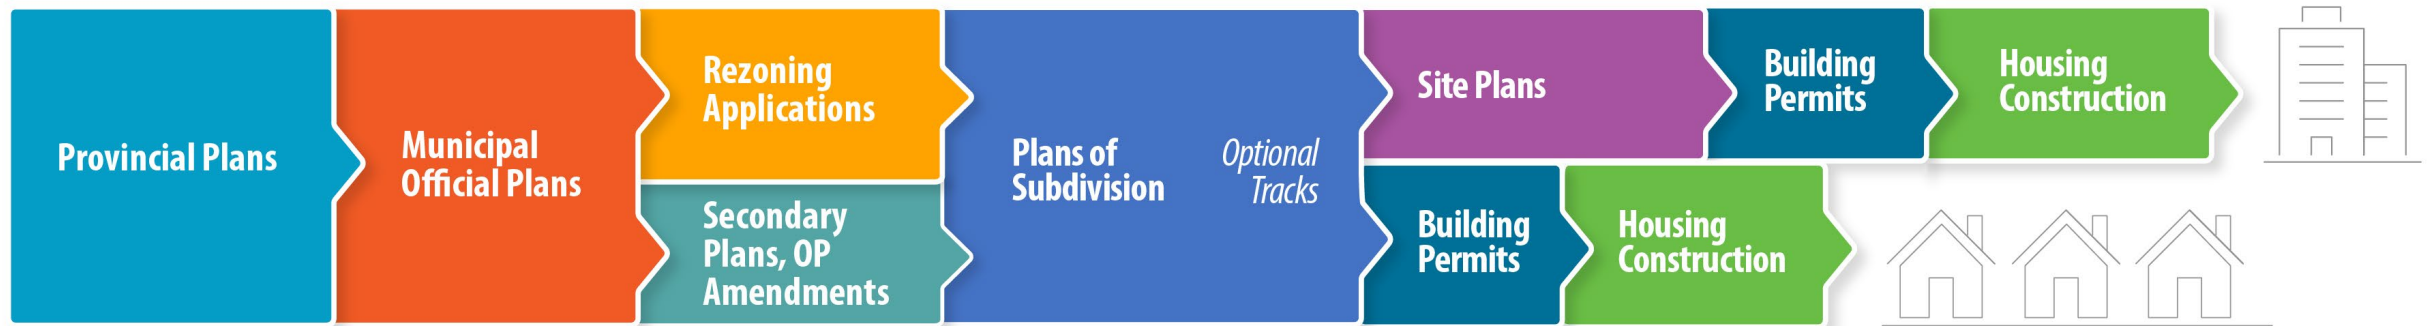 Provincial Plans
Municipal
Official Plans
Rezoning
Applications
Secondary
Plans, OP
Amendments
Plans of
Subdivision
Optional
Tracks
Site Plans
Building
Permits
Housing
Construction
Building
Permits
Housing
Construction